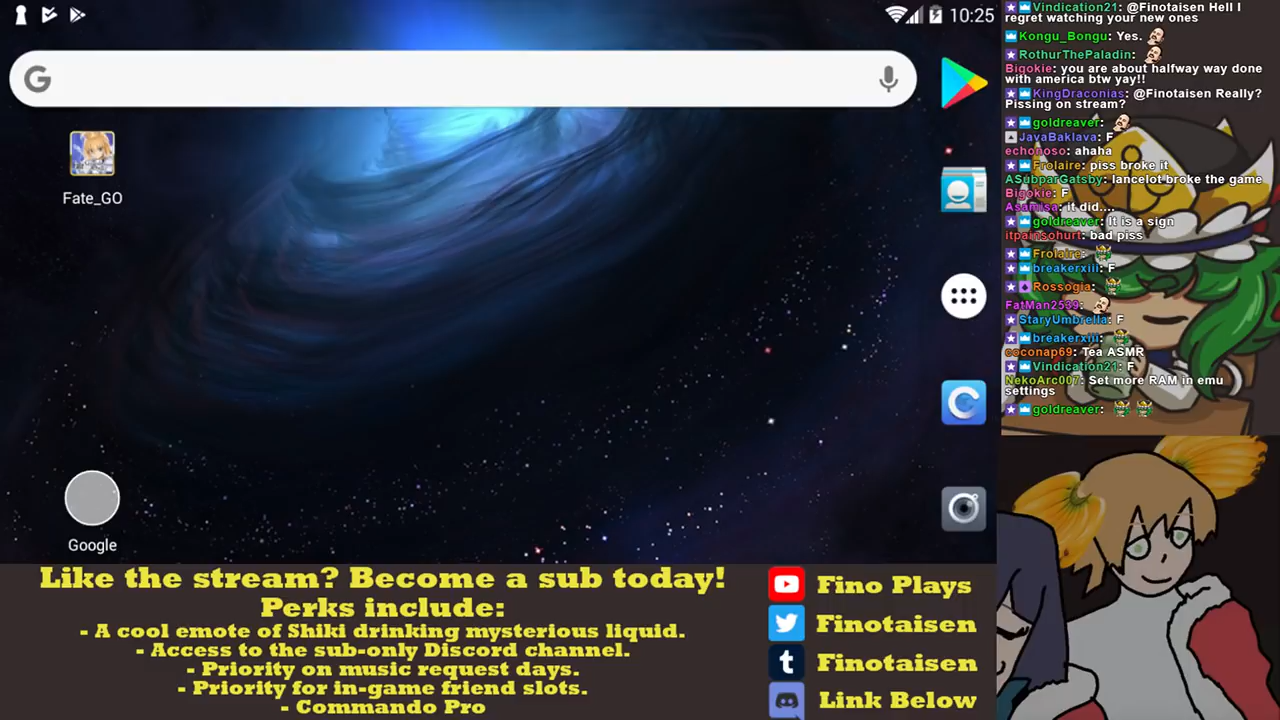 10:25
G
Fate_GO
Google
Like the stream? Become a sub today!
Perks include:
- A cool emote of Shiki drinking mysterious liquid.
- Access to the sub-only Discord channel.
- Priority on music request days.
- Priority for in-game friend slots.
- Commando Pro
Fino Plays
Finotaisen
t Finotaisen
Link Below
Vindication21: @Finotaisen Hell I
regret watching your new ones
Kongu_Bongu: Yes.
RothurThePaladin:
Bigokie: you are about halfway way done
with america btw yay!!
KingDraconias: @Finotaisen Really?
Pissing on stream?
goldreaver:
JavaBaklava: F
echonoso: ahaha
Frolaire: piss broke it
ASubparGatsby: lancelot broke the game
Bigokie: F
Asamisa: it did....
goldreaver: It is a sign
itpainsohurt: bad piss
Frolaire:
breakerxiii: F
Rossogia:
FatMan2539:
StaryUmbrella: F
breakerxiii:
coconap69: Tea ASMR
Vindication21: F
NekoArc007: Set more RAM in emu
settings
goldreaver: